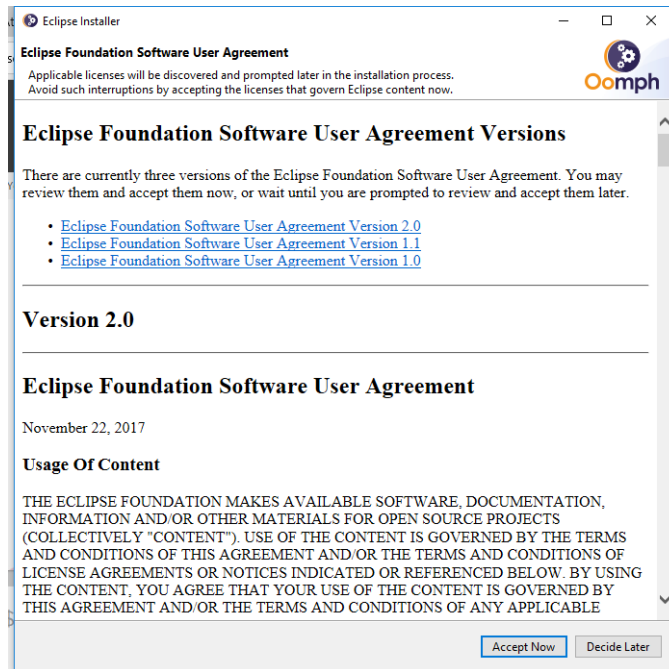 Eclipse Installer
Eclipse Foundation Software User Agreement
Applicable licenses will be discovered and prompted later in the installation process.
Avoid such interruptions by accepting the licenses that govern Eclipse content now.
Oomph
Eclipse Foundation Software User Agreement Versions
There are currently three versions of the Eclipse Foundation Software User Agreement. You may
review them and accept them now, or wait until you are prompted to review and accept them later.
• Eclipse Foundation Software User Agreement Version 2.0
• Eclipse Foundation Software User Agreement Version 1.1
• Eclipse Foundation Software User Agreement Version 1.0
Version 2.0
Eclipse Foundation Software User Agreement
November 22, 2017
Usage Of Content
THE ECLIPSE FOUNDATION MAKES AVAILABLE SOFTWARE, DOCUMENTATION,
INFORMATION AND/OR OTHER MATERIALS FOR OPEN SOURCE PROJECTS
(COLLECTIVELY "CONTENT"). USE OF THE CONTENT IS GOVERNED BY THE TERMS
AND CONDITIONS OF THIS AGREEMENT AND/OR THE TERMS AND CONDITIONS OF
LICENSE AGREEMENTS OR NOTICES INDICATED OR REFERENCED BELOW. BY USING
THE CONTENT, YOU AGREE THAT YOUR USE OF THE CONTENT IS GOVERNED BY
THIS AGREEMENT AND/OR THE TERMS AND CONDITIONS OF ANY APPLICABLE
Accept Now
Decide Later